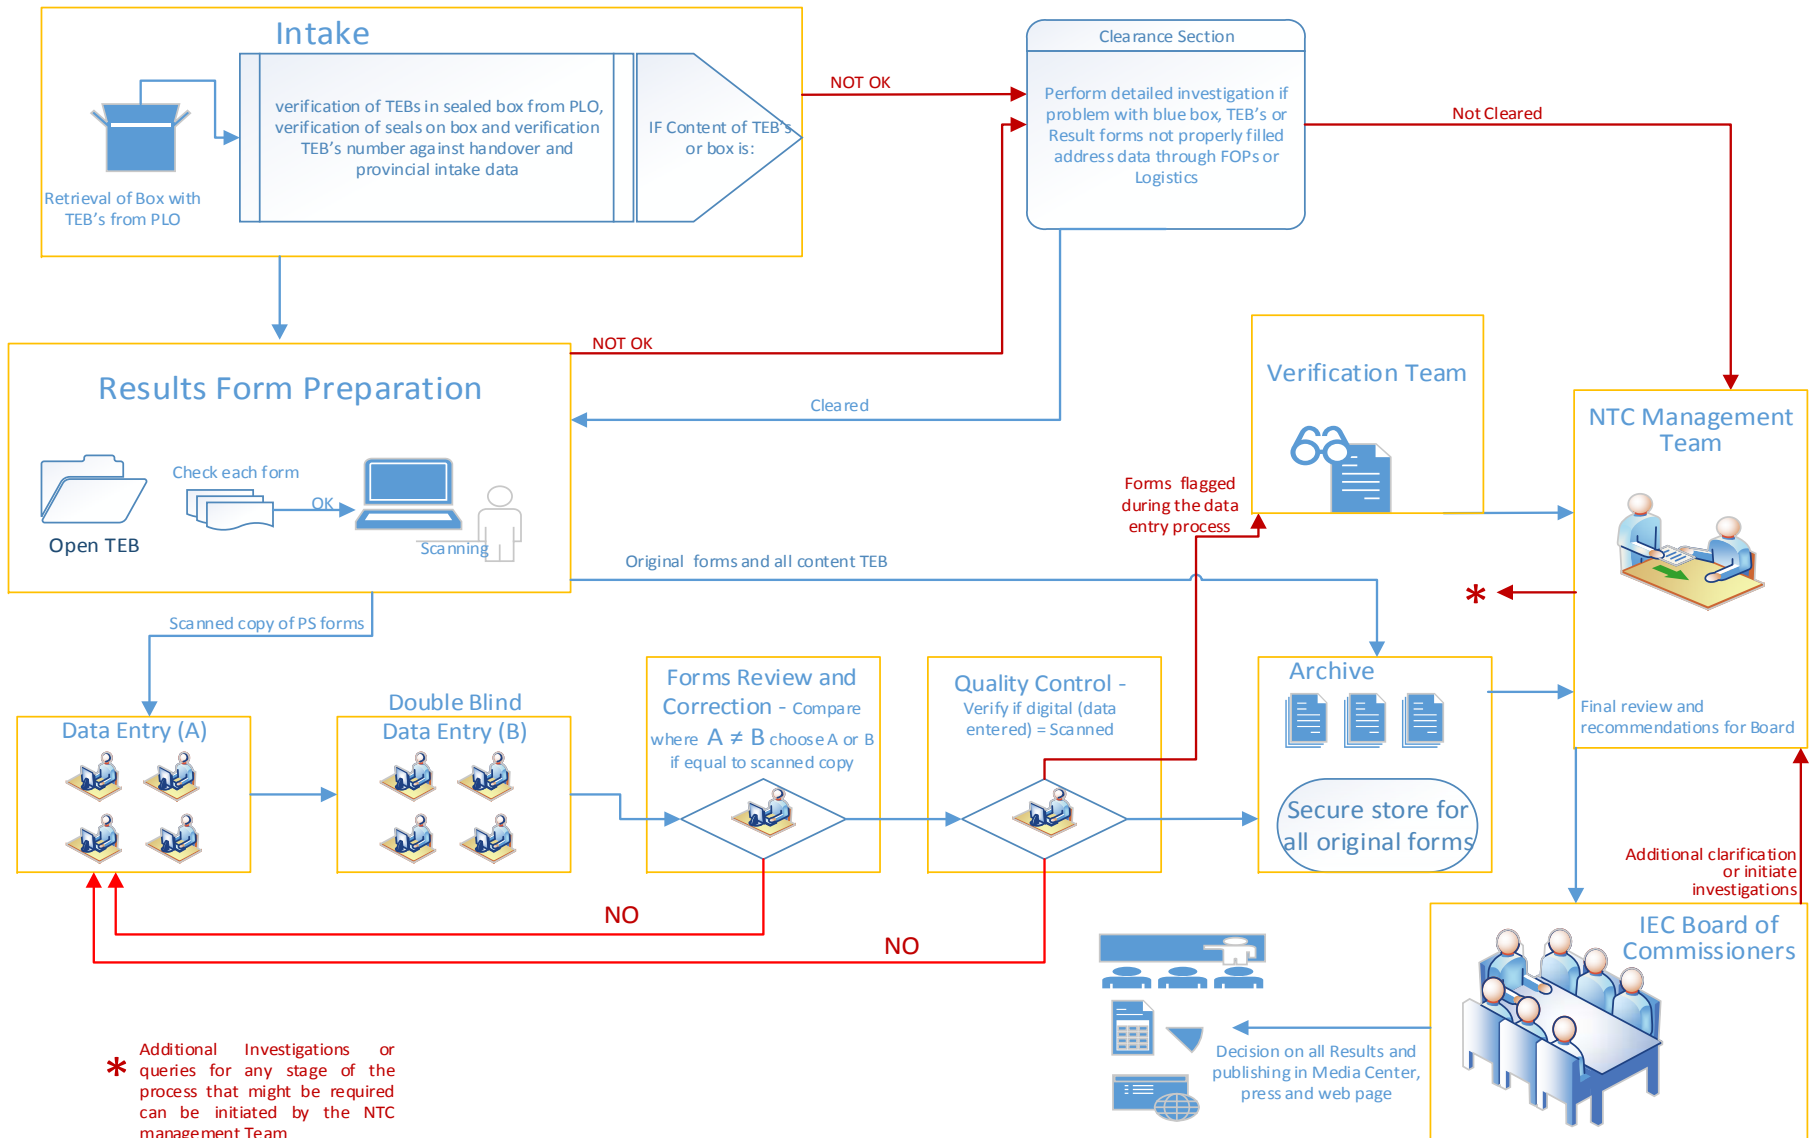 Intake
verification of TEBs in sealed box from PLO,
verification of seals on box and verification
TEB's number against handover and
provincial intake data
IF Content of TEB's
or box is:
Retrieval of Box with
TEB's from PLO
NOT OK
Clearance Section
Perform detailed investigation if
problem with blue box, TEB's or
Result forms not properly filled
address data through FOPs or
Logistics
Not Cleared
NOT OK
Cleared
Results Form Preparation
Check each form
OK
Open TEB
Scanning
Verification Team
Forms flagged
during the data
entry process
NTC Management
Team
*
Final review and
recommendations for Board
Original forms and all content TEB
Scanned copy of PS forms
Data Entry (A)
Double Blind
Data Entry (B)
Forms Review and
Correction - Compare
where A ≠ B choose A or B
if equal to scanned copy
Quality Control -
Verify if digital (data
entered) = Scanned
Archive
Secure store for
all original forms
NO
NO
Additional clarification
or initiate
investigations
IEC Board of
Commissioners
Decision on all Results and
publishing in Media Center,
press and web page
* Additional Investigations or
queries for any stage of the
process that might be required
can be initiated by the NTC
management Team